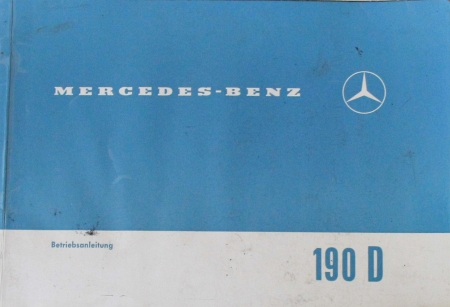 MERCEDES-BENZ
Betriebsanleitung
190 D